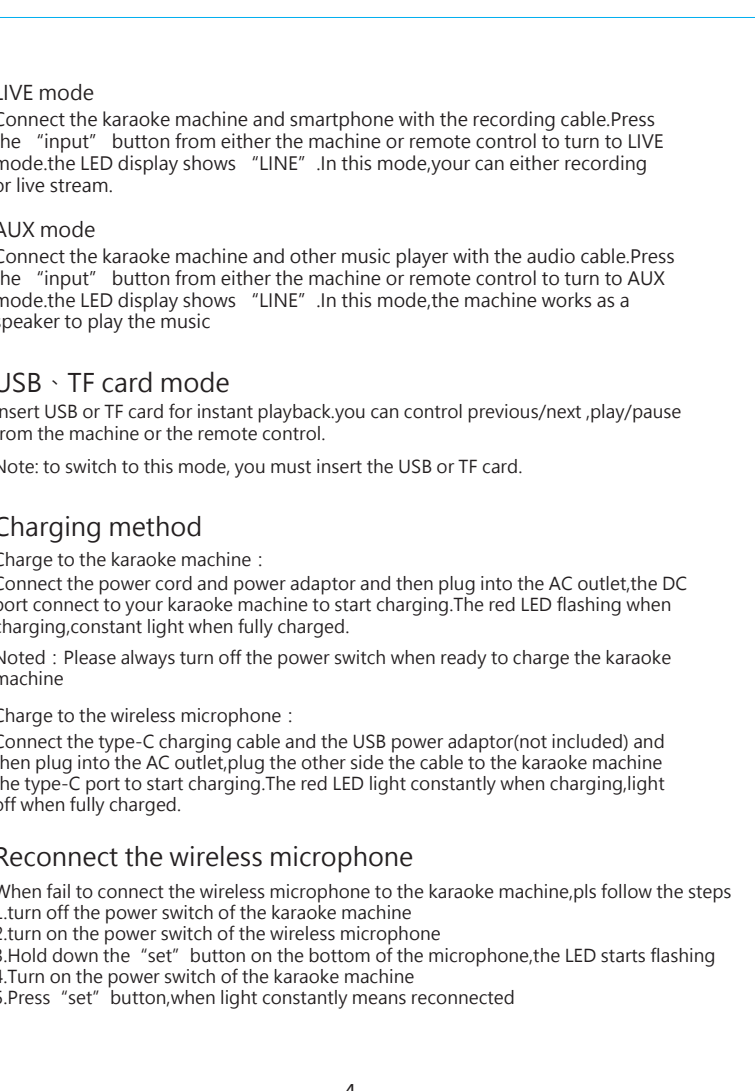 LIVE mode
Connect the karaoke machine and smartphone with the recording cable.Press
the “input” button from either the machine or remote control to turn to LIVE
mode.the LED display shows “LINE”.In this mode,your can either recording
or live stream.
AUX mode
Connect the karaoke machine and other music player with the audio cable.Press
the “input” button from either the machine or remote control to turn to AUX
mode.the LED display shows “LINE”.In this mode,the machine works as a
speaker to play the music
USB、TF card mode
Insert USB or TF card for instant playback.you can control previous/next ,play/pause
from the machine or the remote control.
Note: to switch to this mode, you must insert the USB or TF card.
Charging method
Charge to the karaoke machine：
Connect the power cord and power adaptor and then plug into the AC outlet,the DC
port connect to your karaoke machine to start charging.The red LED flashing when
charging,constant light when fully charged.
Noted：Please always turn off the power switch when ready to charge the karaoke
machine
Charge to the wireless microphone：
Connect the type-C charging cable and the USB power adaptor(not included) and
then plug into the AC outlet,plug the other side the cable to the karaoke machine
the type-C port to start charging.The red LED light constantly when charging,light
off when fully charged.
Reconnect the wireless microphone
When fail to connect the wireless microphone to the karaoke machine,pls follow the steps
1.turn off the power switch of the karaoke machine
2.turn on the power switch of the wireless microphone
3.Hold down the “set” button on the bottom of the microphone,the LED starts flashing
4.Turn on the power switch of the karaoke machine
5.Press “set” button,when light constantly means reconnected
4